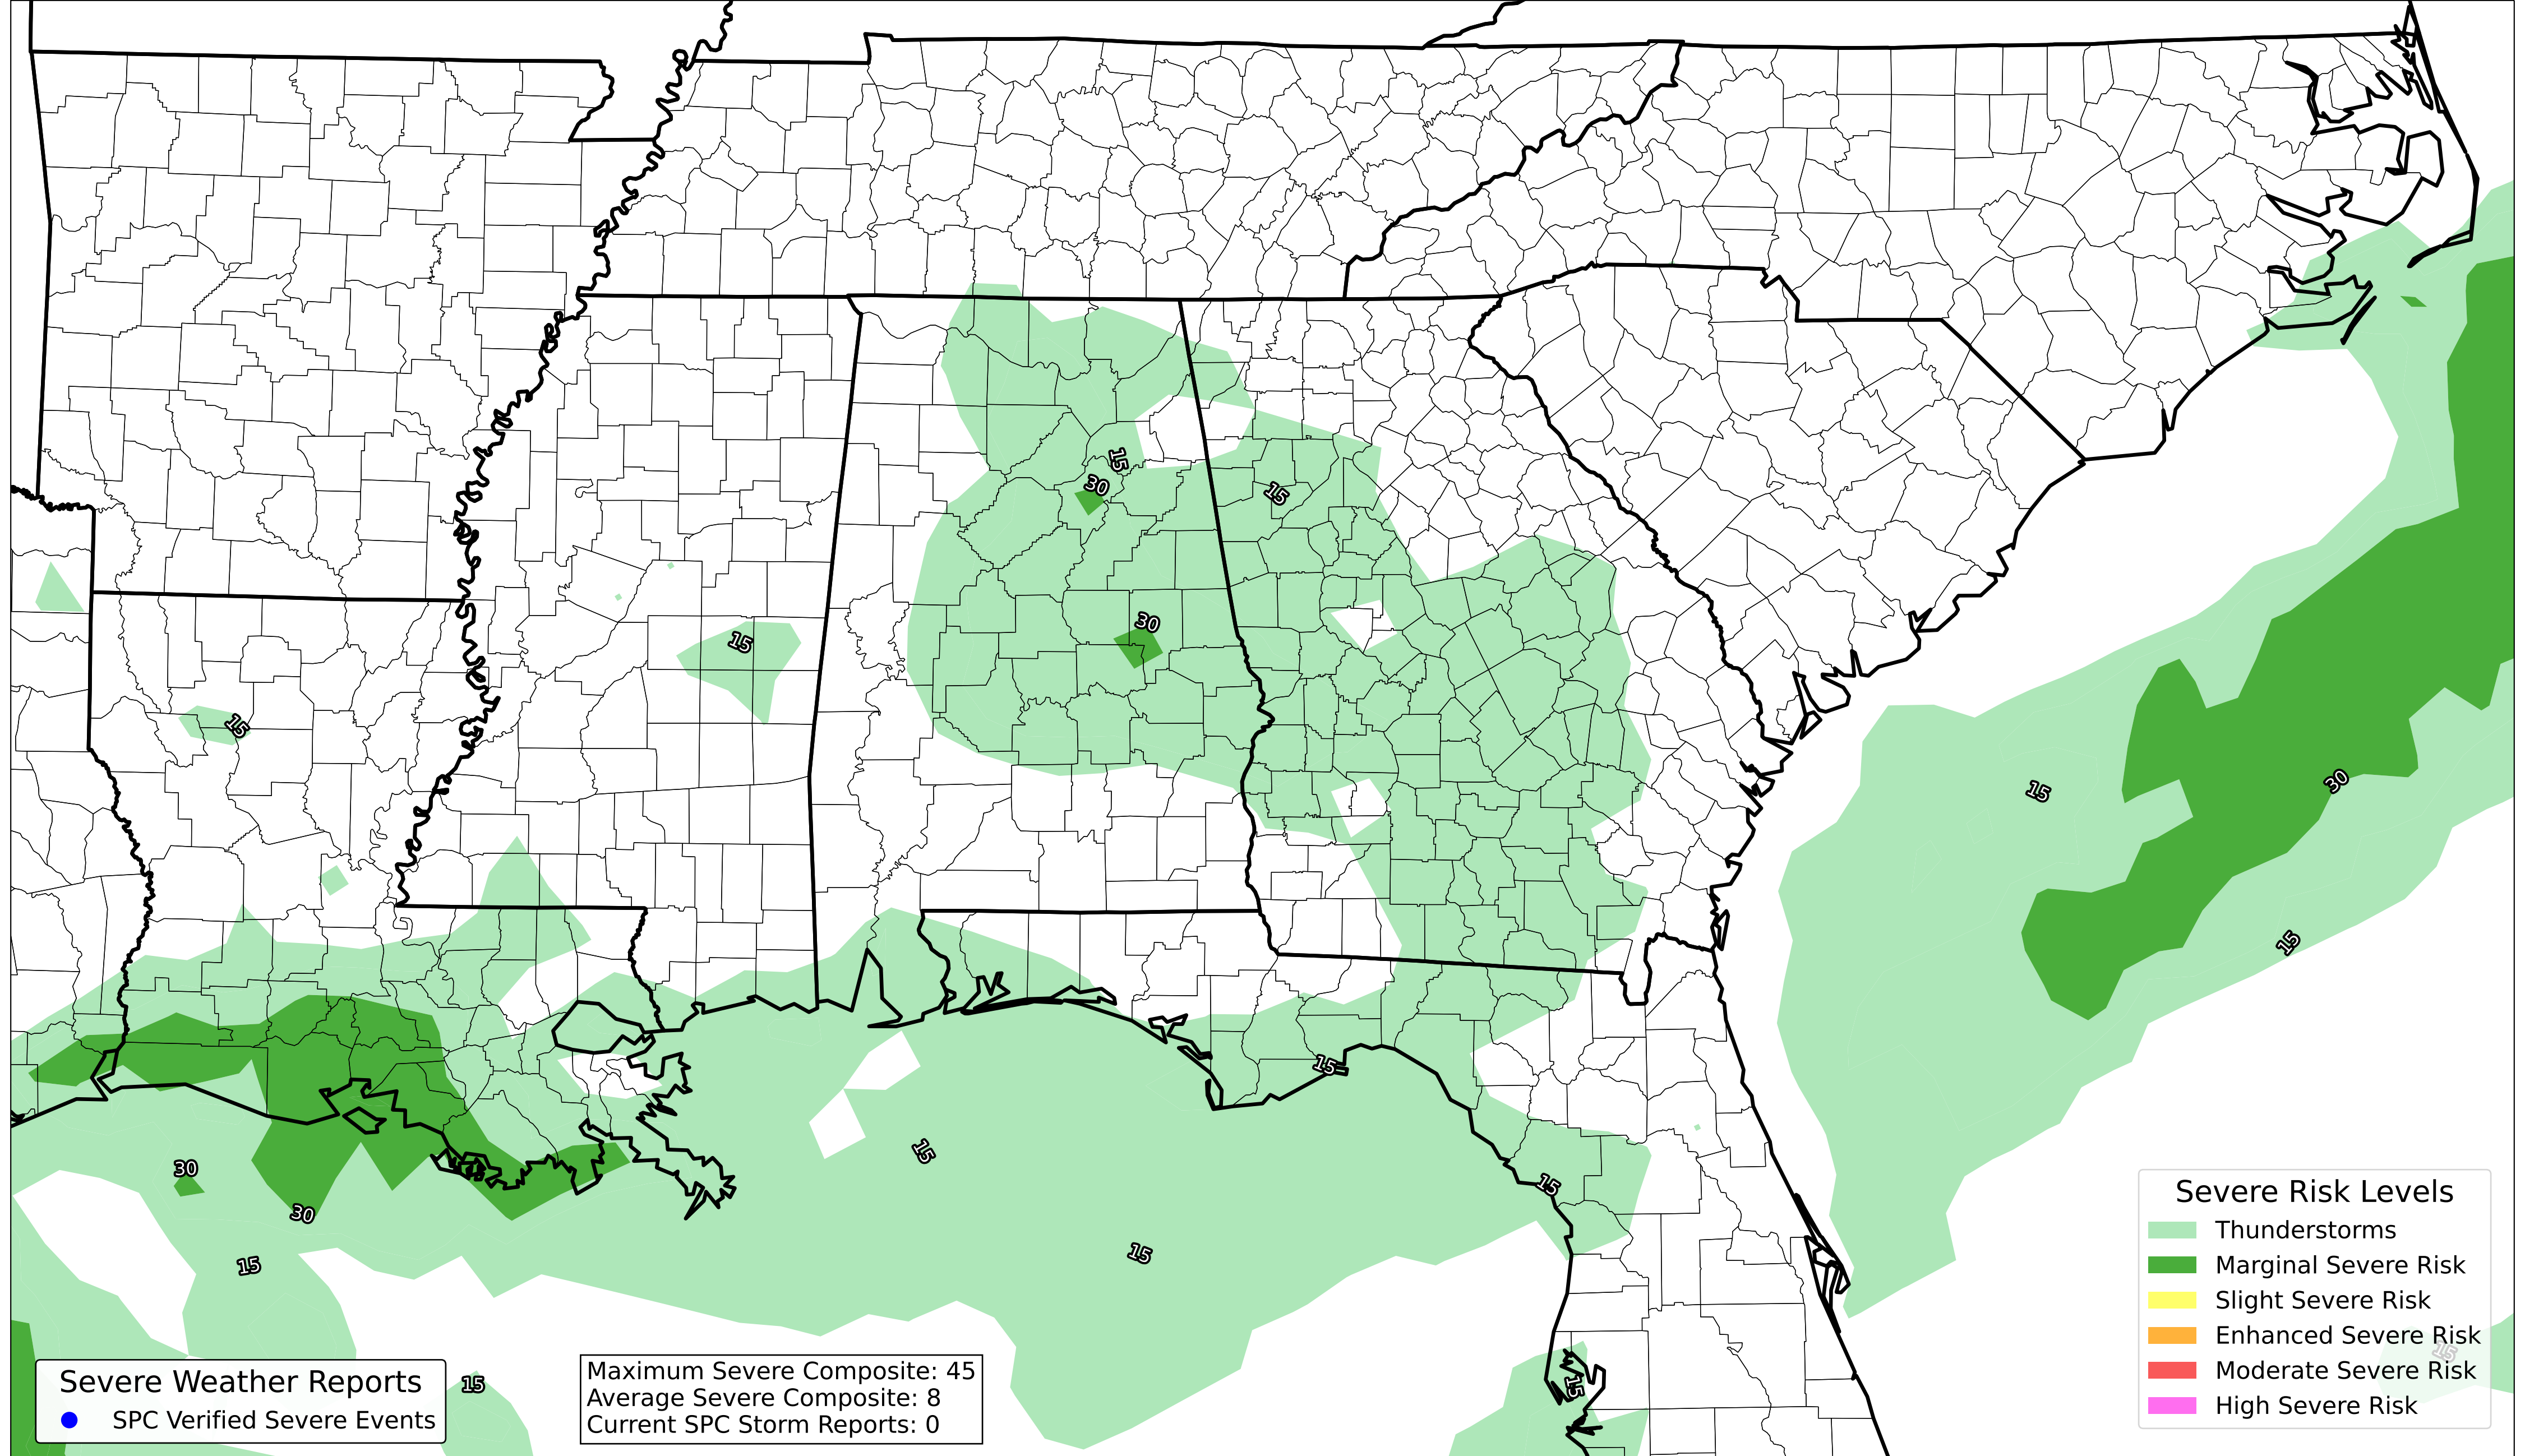 15
30
15
30
15
15
15
30
15
15
30
30
15
15
15
15
15
15
15
Severe Risk Levels
Thunderstorms
Marginal Severe Risk
Slight Severe Risk
Enhanced Severe Risk
Moderate Severe Risk
High Severe Risk
15
Severe Weather Reports
SPC Verified Severe Events
Maximum Severe Composite: 45
Average Severe Composite: 8
Current SPC Storm Reports: 0